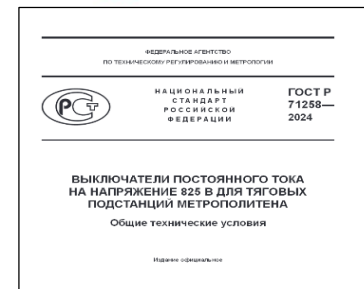 ФЕДЕРАЛЬНОЕ АГЕНТСТВО
ПО ТЕХНИЧЕСКОМУ РЕГУЛИРОВАНИЮ И МЕТРОЛОГИИ
РСТ
НАЦИОНАЛЬНЫЙ
СТАНДАРТ
РОССИЙСКОЙ
ФЕДЕРАЦИИ
ГОСТ Р
71258—
2024
ВЫКЛЮЧАТЕЛИ ПОСТОЯННОГО ТОКА
НА НАПРЯЖЕНИЕ 825 В ДЛЯ ТЯГОВЫХ
ПОДСТАНЦИЙ МЕТРОПОЛИТЕНА
Общие технические условия
Издание официальное